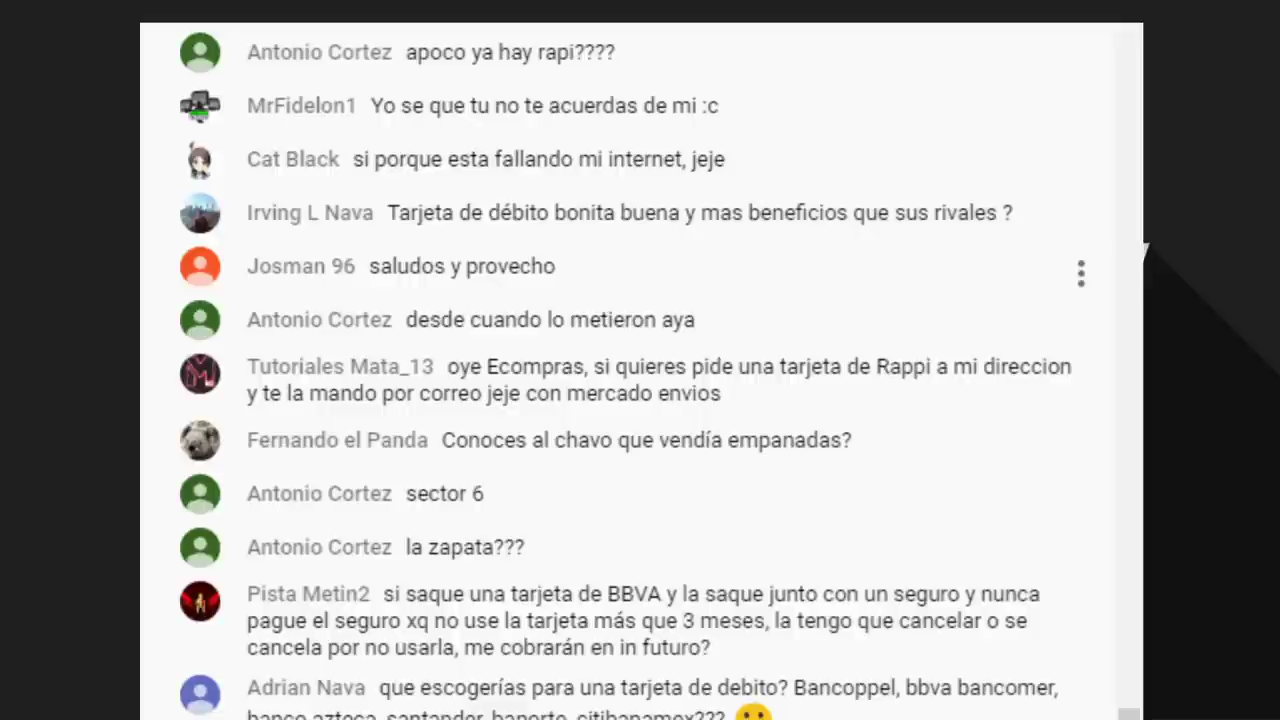 Antonio Cortez apoco ya hay rapi????
MrFidelon1 Yo se que tu no te acuerdas de mi :c
Cat Black si porque esta fallando mi internet, jeje
Irving L Nava Tarjeta de débito bonita buena y mas beneficios que sus rivales ?
Josman 96 saludos y provecho
Antonio Cortez desde cuando lo metieron aya
Tutoriales Mata_13 oye Ecompras, si quieres pide una tarjeta de Rappi a mi direccion
y te la mando por correo jeje con mercado envios
Fernando el Panda Conoces al chavo que vendía empanadas?
Antonio Cortez sector 6
Antonio Cortez la zapata???
Pista Metin2 si saque una tarjeta de BBVA y la saque junto con un seguro y nunca
pague el seguro xq no use la tarjeta más que 3 meses, la tengo que cancelar o se
cancela por no usarla, me cobrarán en in futuro?
Adrian Nava que escogerías para una tarjeta de debito? Bancoppel, bbva bancomer,
banco azteca, santander, banorte, citibanamex???